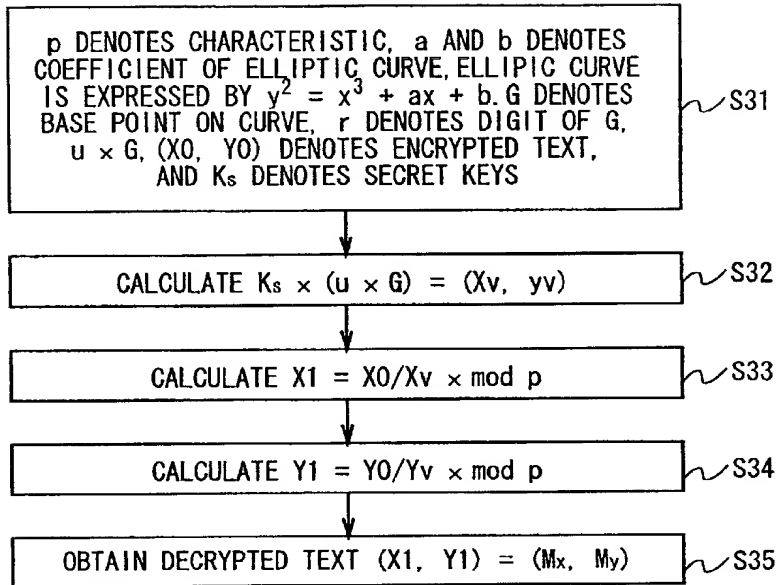 p DENOTES CHARACTERISTIC, a AND b DENOTES
COEFFICIENT OF ELLIPTIC CURVE, ELLIPIC CURVE
IS EXPRESSED BY y² = x³ + ax + b. G DENOTES
BASE POINT ON CURVE, r DENOTES DIGIT OF G,
u × G, (X0, Y0) DENOTES ENCRYPTED TEXT,
AND Ks DENOTES SECRET KEYS
S31
CALCULATE Ks × (u × G) = (Xv, yv)
S32
CALCULATE X1 = X0/Xv × mod p
S33
CALCULATE Y1 = Y0/Yv × mod p
S34
OBTAIN DECRYPTED TEXT (X1, Y1) = (Mx, My)
S35